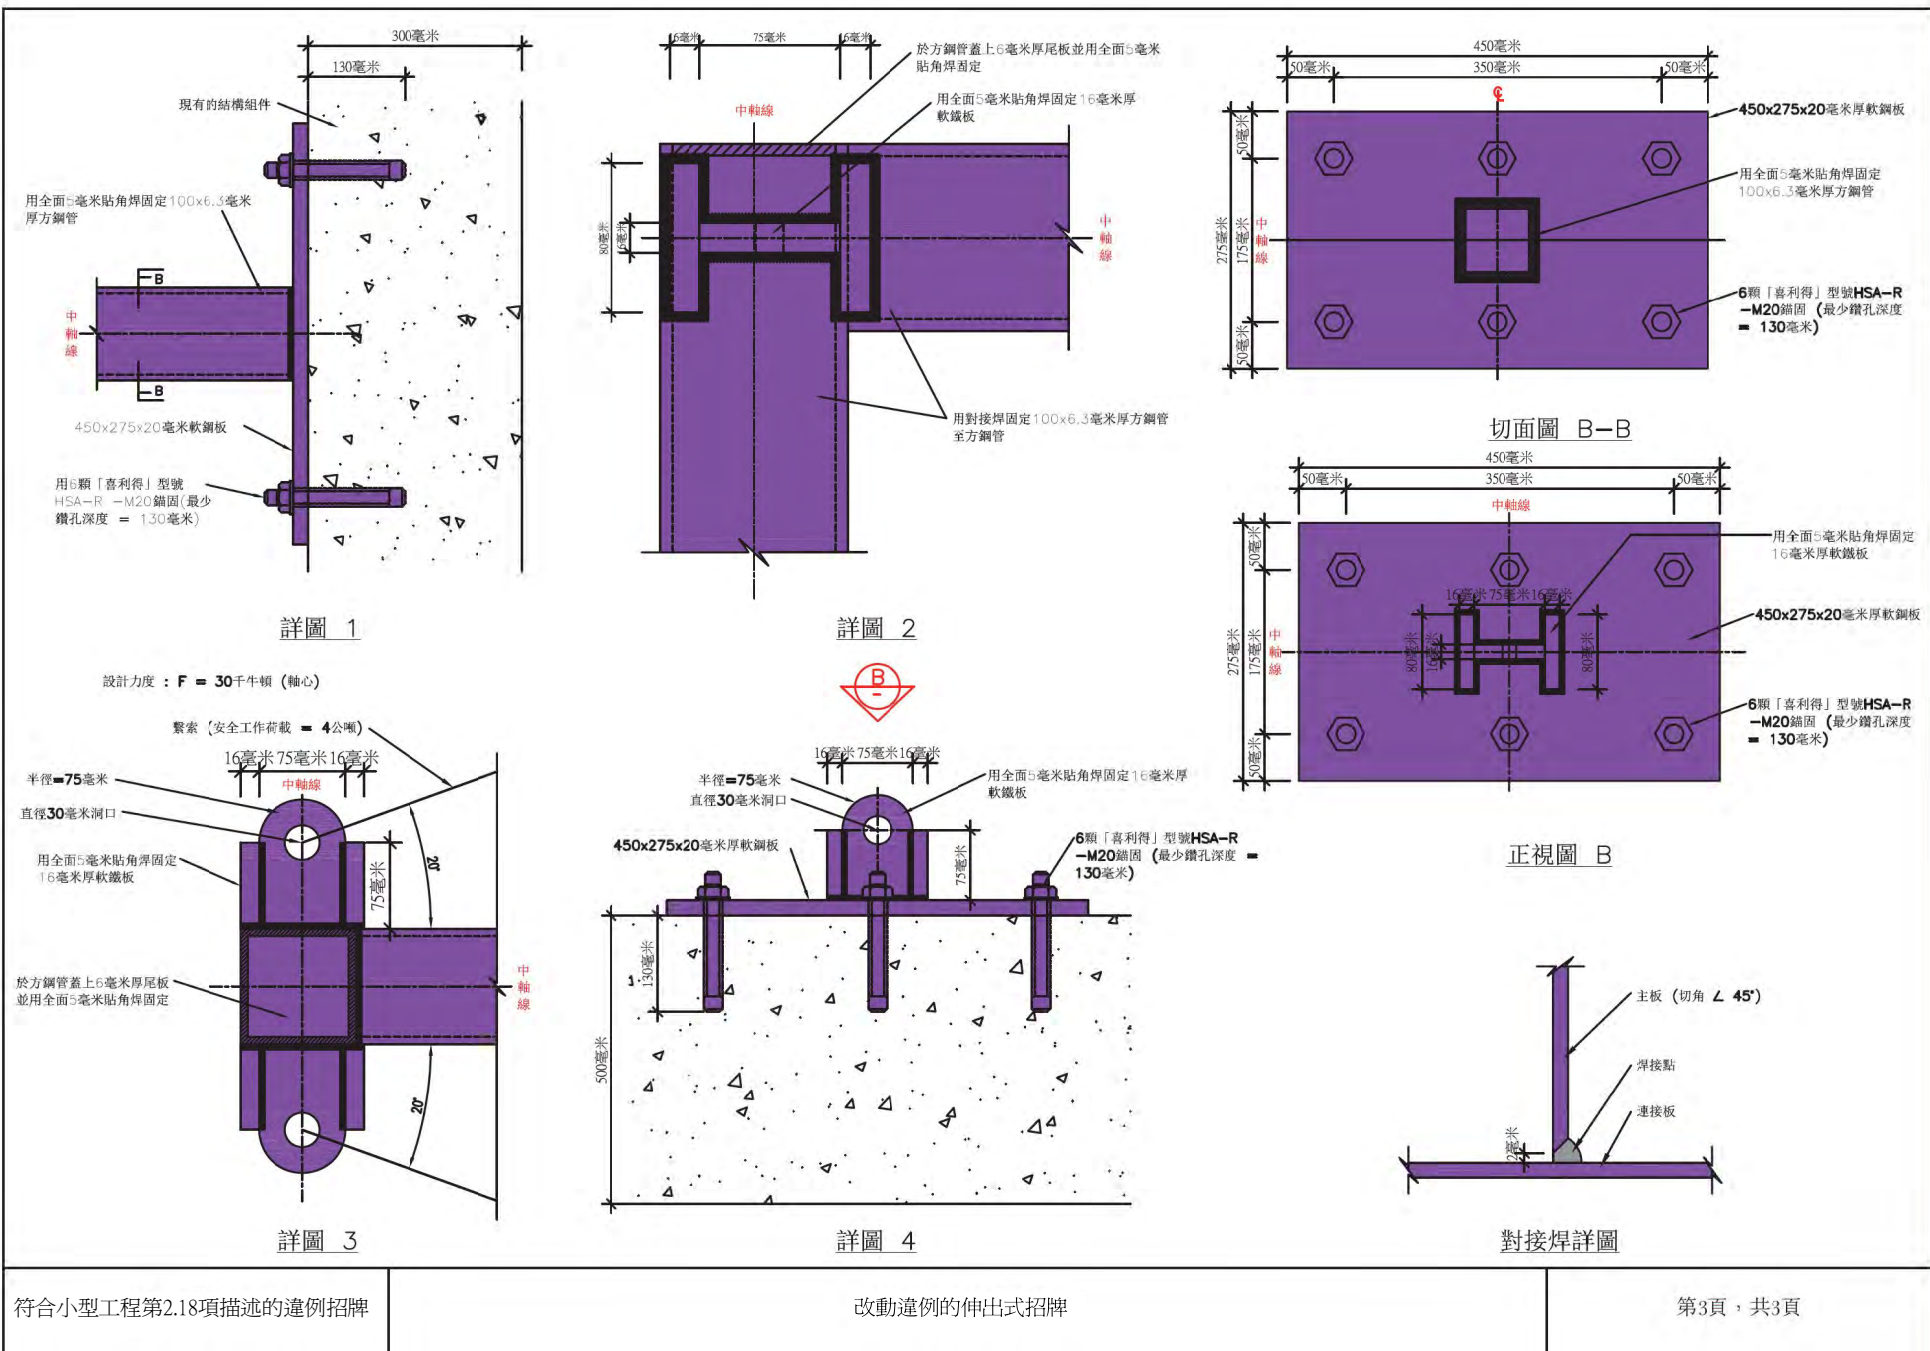 300毫米
130毫米
現有的結構組件
用全面5毫米貼角焊固定100x6.3毫米
厚方鋼管
B
B
中
軸
線
450x275x20毫米軟鋼板
用6顆「喜利得」型號
HSA-R -M20錨固(最少
鑽孔深度 = 130毫米)
詳圖 1
16毫米
75毫米
16毫米
於方鋼管蓋上6毫米厚尾板並用全面5毫米
貼角焊固定
用全面5毫米貼角焊固定16毫米厚
軟鐵板
中軸線
80毫米
16毫米
中
軸
線
用對接焊固定100x6.3毫米厚方鋼管
至方鋼管
詳圖 2
450毫米
50毫米
350毫米
50毫米
450x275x20毫米厚軟鋼板
用全面5毫米貼角焊固定
100x6.3毫米厚方鋼管
275毫米
50毫米
175毫米
50毫米
中
軸
線
6顆「喜利得」型號HSA-R
-M20錨固 (最少鑽孔深度
= 130毫米)
切面圖 B-B
450毫米
50毫米
350毫米
50毫米
中軸線
用全面5毫米貼角焊固定
16毫米厚軟鐵板
16毫米
75毫米
16毫米
450x275x20毫米厚軟鋼板
275毫米
50毫米
175毫米
50毫米
中
軸
線
80毫米
16毫米
80毫米
6顆「喜利得」型號HSA-R
-M20錨固 (最少鑽孔深度
= 130毫米)
正視圖 B
設計力度 : F = 30千牛頓 (軸心)
繫索 (安全工作荷載 = 4公噸)
16毫米
75毫米
16毫米
中軸線
半徑=75毫米
直徑30毫米洞口
用全面5毫米貼角焊固定
16毫米厚軟鐵板
75毫米
20°
於方鋼管蓋上6毫米厚尾板
並用全面5毫米貼角焊固定
中
軸
線
20°
詳圖 3
B
-
16毫米
75毫米
16毫米
半徑=75毫米
直徑30毫米洞口
用全面5毫米貼角焊固定16毫米厚
軟鐵板
450x275x20毫米厚軟鋼板
75毫米
6顆「喜利得」型號HSA-R
-M20錨固 (最少鑽孔深度 =
130毫米)
130毫米
500毫米
詳圖 4
主板 (切角 ∠ 45°)
焊接點
連接板
2毫米
對接焊詳圖
符合小型工程第2.18項描述的違例招牌
改動違例的伸出式招牌
第3頁，共3頁